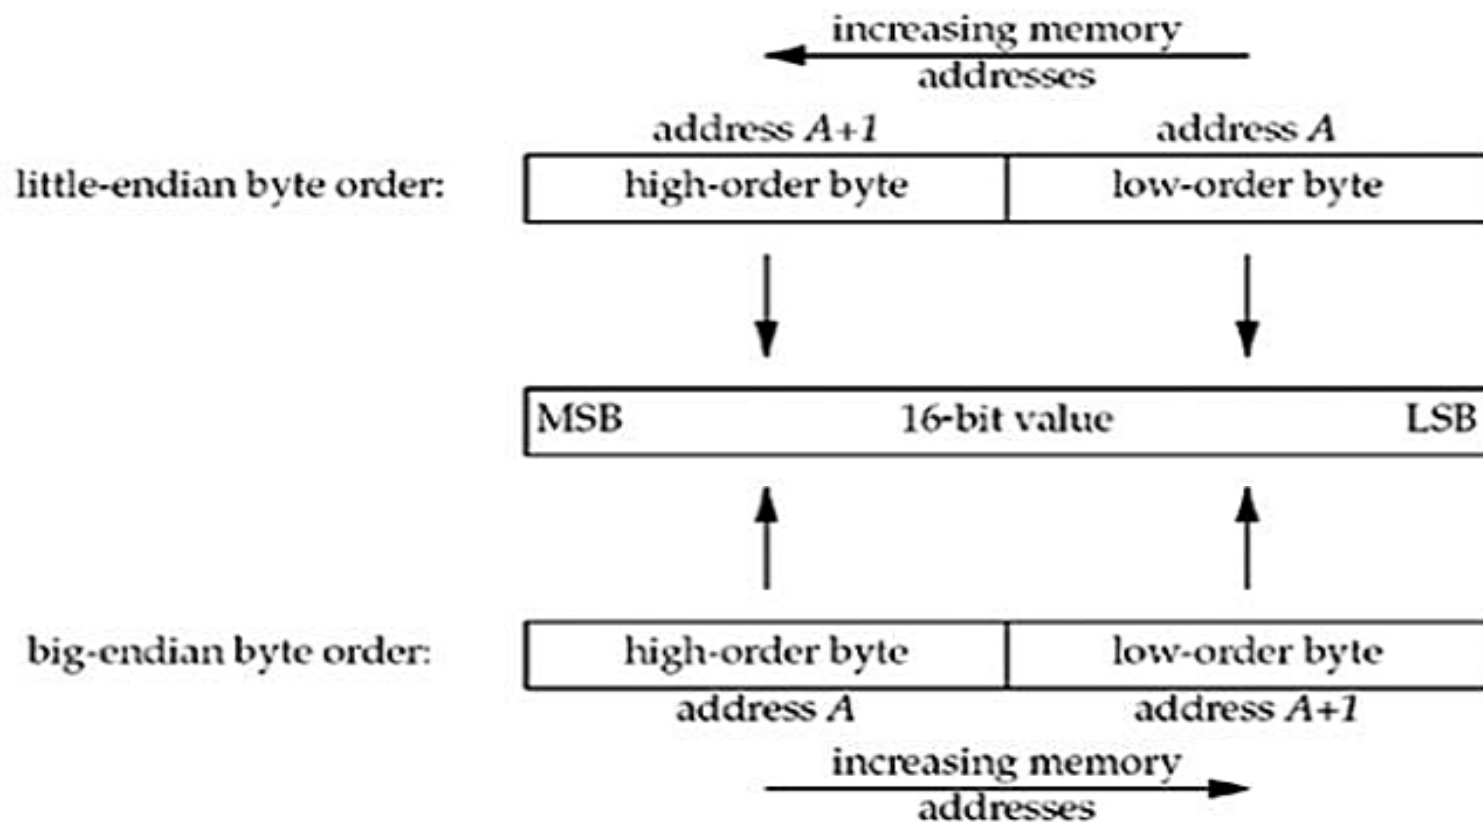 increasing memory
addresses
address A+1 address A
little-endian byte order: high-order byte low-order byte
MSB 16-bit value LSB
big-endian byte order: high-order byte low-order byte
address A address A+1
increasing memory
addresses